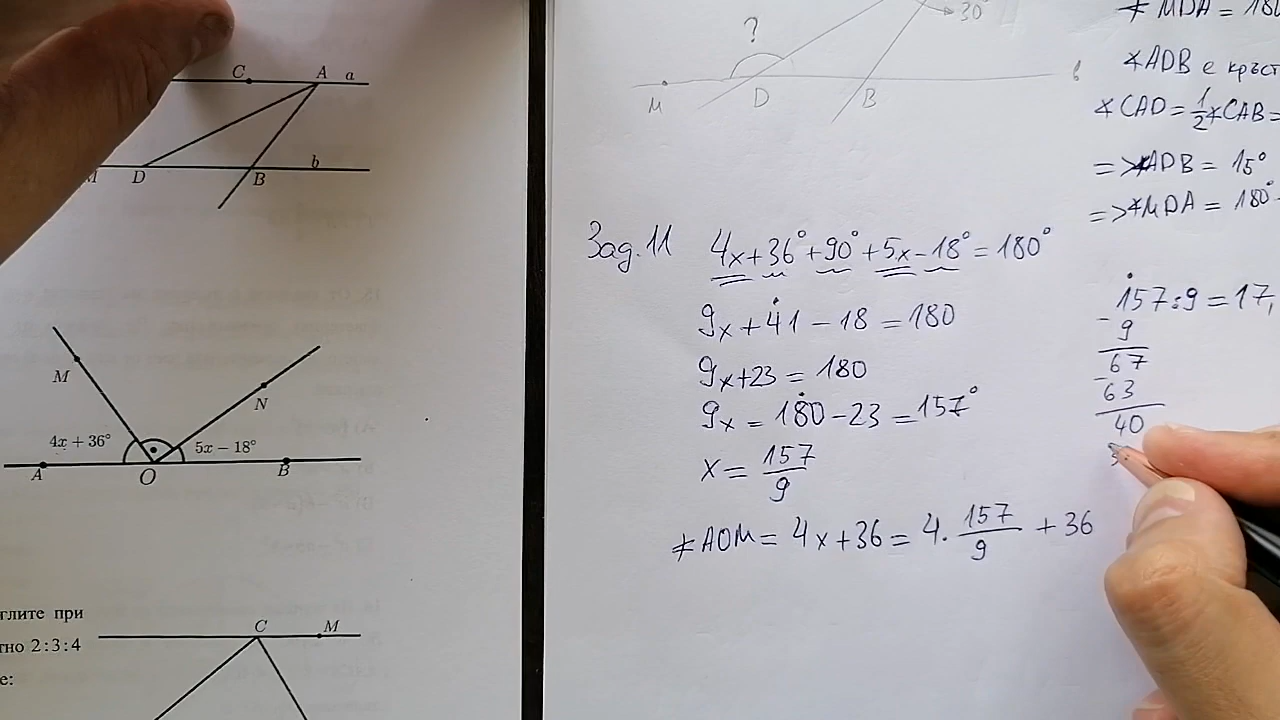 C A a
M D B b
M N
4x + 36° 5x − 18°
A O B
глите при
тно 2:3:4
е:
C M
? 30°
M D B в
∡ MDA = 180
∡ADB е кръст
∡ CAD = 1/2 ∡CAB =
=> ∡ADB = 15°
=> ∡MDA = 180°
Зад. 11 4x + 36° + 90° + 5x − 18° = 180°
9x + 41 − 18 = 180
9x + 23 = 180
9x = 180 − 23 = 157°
x = 157/9
∡AOM = 4x + 36 = 4 . 157/9 + 36
157 : 9 = 17,
− 9
67
− 63
40